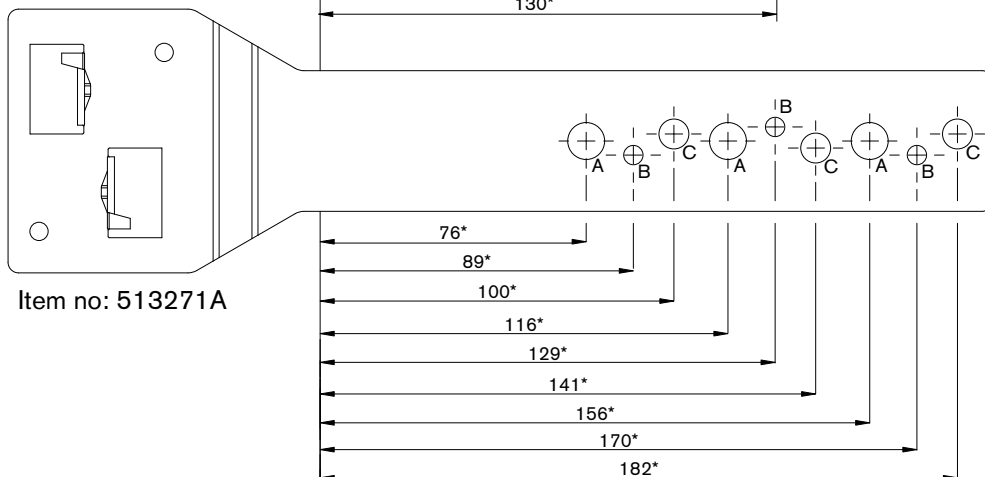 130*
B
A
B
C
A
C
A
B
C
76*
89*
100*
116*
129*
141*
156*
170*
182*
Item no: 513271A